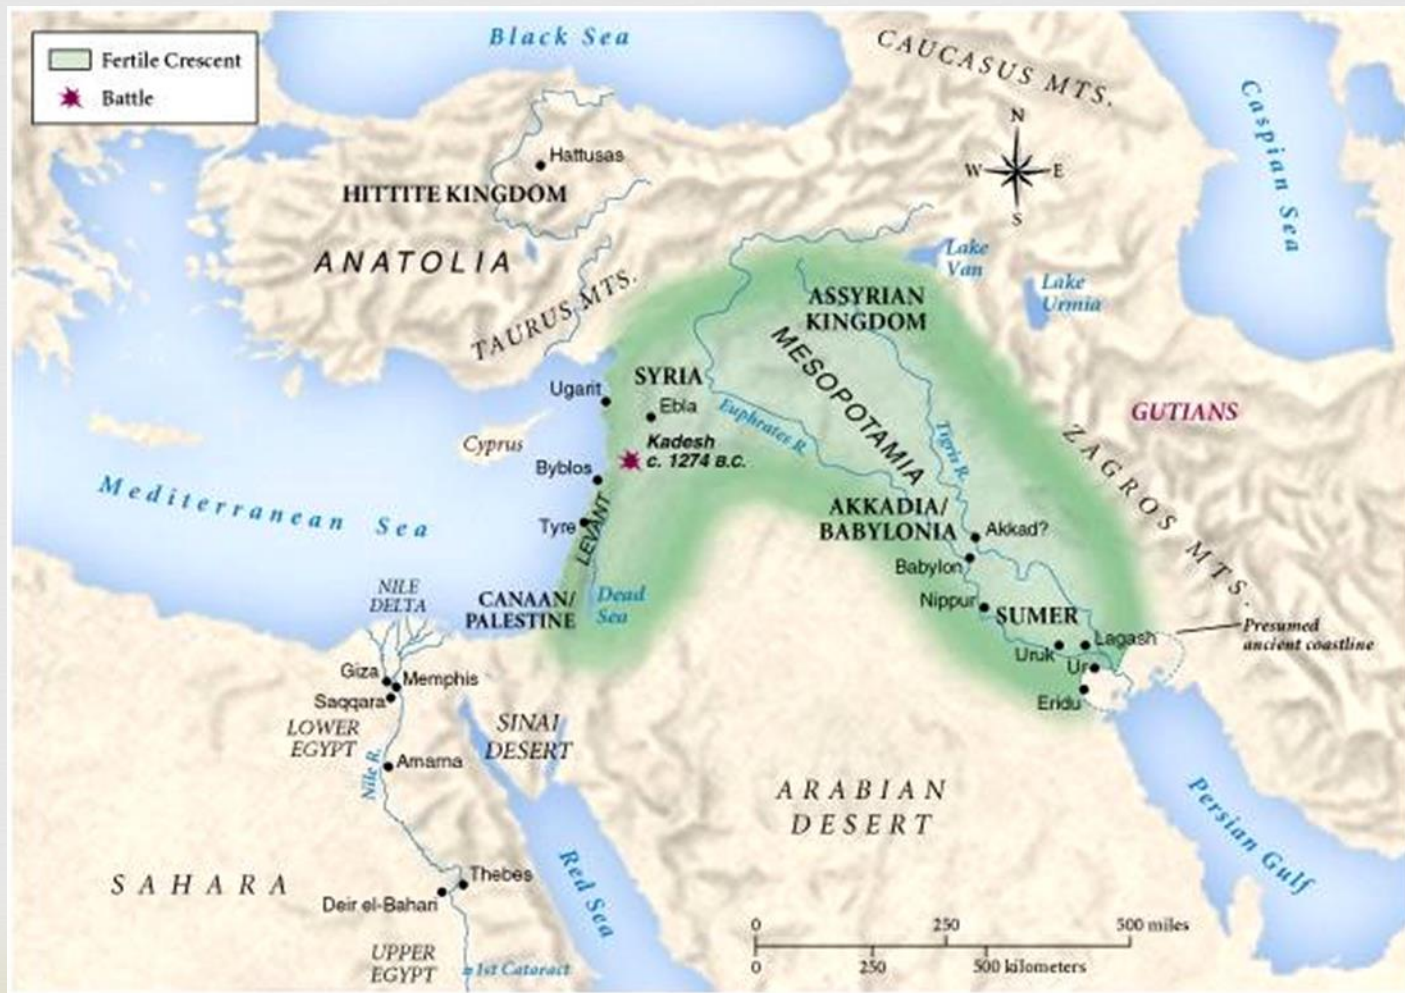 Fertile Crescent
Battle
Black Sea
CAUCASUS MTS.
Caspian Sea
N
W
E
S
Hattusas
HITTITE KINGDOM
ANATOLIA
TAURUS MTS.
Lake
Van
Lake
Urmia
ASSYRIAN
KINGDOM
MESOPOTAMIA
SYRIA
Ugarit
Ebla
Euphrates R.
Tigris R.
GUTIANS
ZAGROS MTS.
Cyprus
Kadesh
c. 1274 B.C.
Byblos
Mediterranean Sea
Tyre
LEVANT
AKKADIA/
BABYLONIA
Akkad?
Babylon
NILE
DELTA
CANAAN/
PALESTINE
Dead
Sea
Nippur
SUMER
Lagash
Uruk
Ur
Eridu
Presumed
ancient coastline
Giza
Memphis
Saqqara
LOWER
EGYPT
SINAI
DESERT
Nile R.
Amarna
ARABIAN
DESERT
Persian Gulf
SAHARA
Thebes
Deir el-Bahari
Red Sea
UPPER
EGYPT
1st Cataract
0 250 500 miles
0 250 500 kilometers